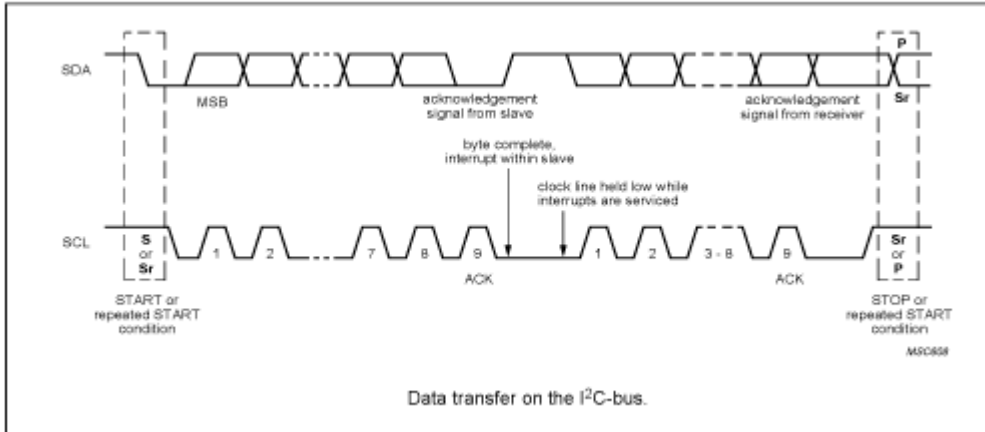 P
SDA
MSB
acknowledgement
signal from slave
acknowledgement
signal from receiver
Sr
byte complete,
interrupt within slave
clock line held low while
interrupts are serviced
SCL
S
or
Sr
1 2 7 8 9 1 2 3 - 8 9
Sr
or
P
ACK ACK
START or
repeated START
condition
STOP or
repeated START
condition
MSC608
Data transfer on the I²C-bus.